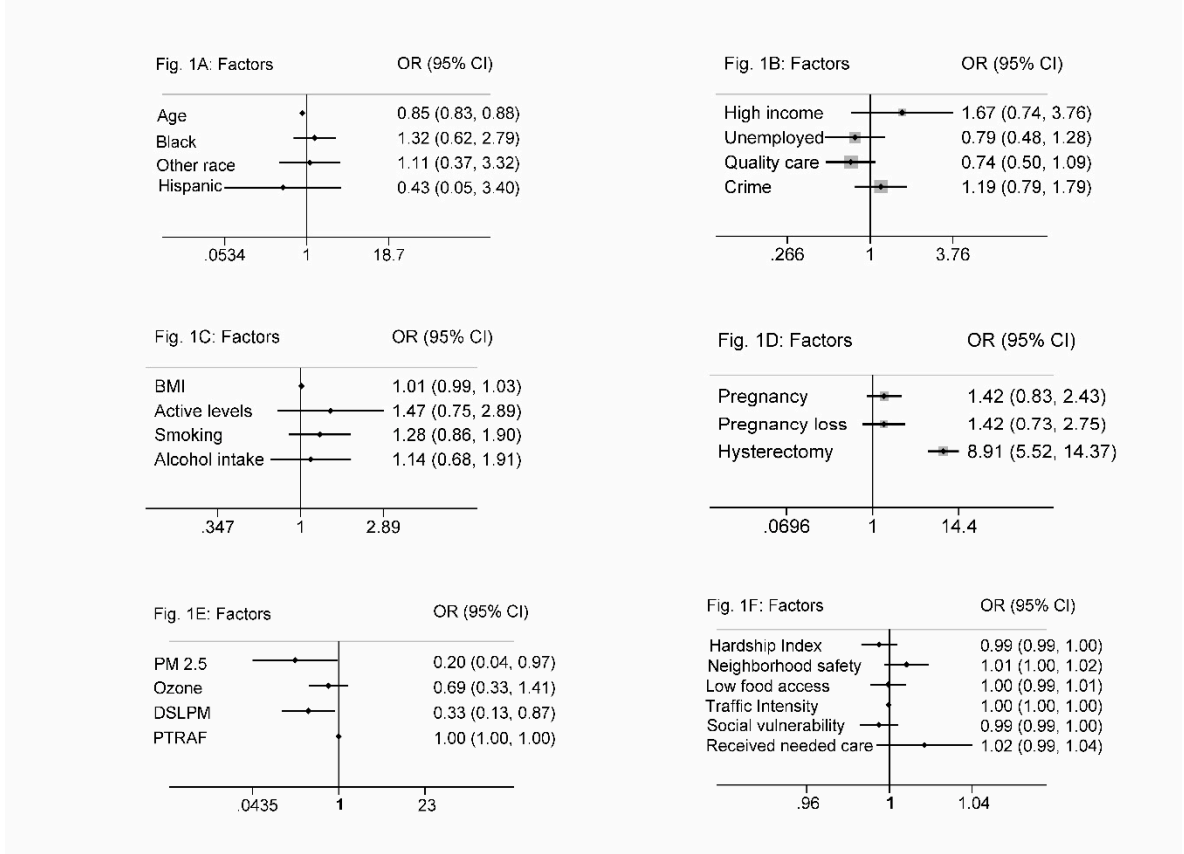 Fig. 1A: Factors OR (95% CI)
Age 0.85 (0.83, 0.88)
Black 1.32 (0.62, 2.79)
Other race 1.11 (0.37, 3.32)
Hispanic 0.43 (0.05, 3.40)
.0534 1 18.7
Fig. 1B: Factors OR (95% CI)
High income 1.67 (0.74, 3.76)
Unemployed 0.79 (0.48, 1.28)
Quality care 0.74 (0.50, 1.09)
Crime 1.19 (0.79, 1.79)
.266 1 3.76
Fig. 1C: Factors OR (95% CI)
BMI 1.01 (0.99, 1.03)
Active levels 1.47 (0.75, 2.89)
Smoking 1.28 (0.86, 1.90)
Alcohol intake 1.14 (0.68, 1.91)
.347 1 2.89
Fig. 1D: Factors OR (95% CI)
Pregnancy 1.42 (0.83, 2.43)
Pregnancy loss 1.42 (0.73, 2.75)
Hysterectomy 8.91 (5.52, 14.37)
.0696 1 14.4
Fig. 1E: Factors OR (95% CI)
PM 2.5 0.20 (0.04, 0.97)
Ozone 0.69 (0.33, 1.41)
DSLPM 0.33 (0.13, 0.87)
PTRAF 1.00 (1.00, 1.00)
.0435 1 23
Fig. 1F: Factors OR (95% CI)
Hardship Index 0.99 (0.99, 1.00)
Neighborhood safety 1.01 (1.00, 1.02)
Low food access 1.00 (0.99, 1.01)
Traffic Intensity 1.00 (1.00, 1.00)
Social vulnerability 0.99 (0.99, 1.00)
Received needed care 1.02 (0.99, 1.04)
.96 1 1.04